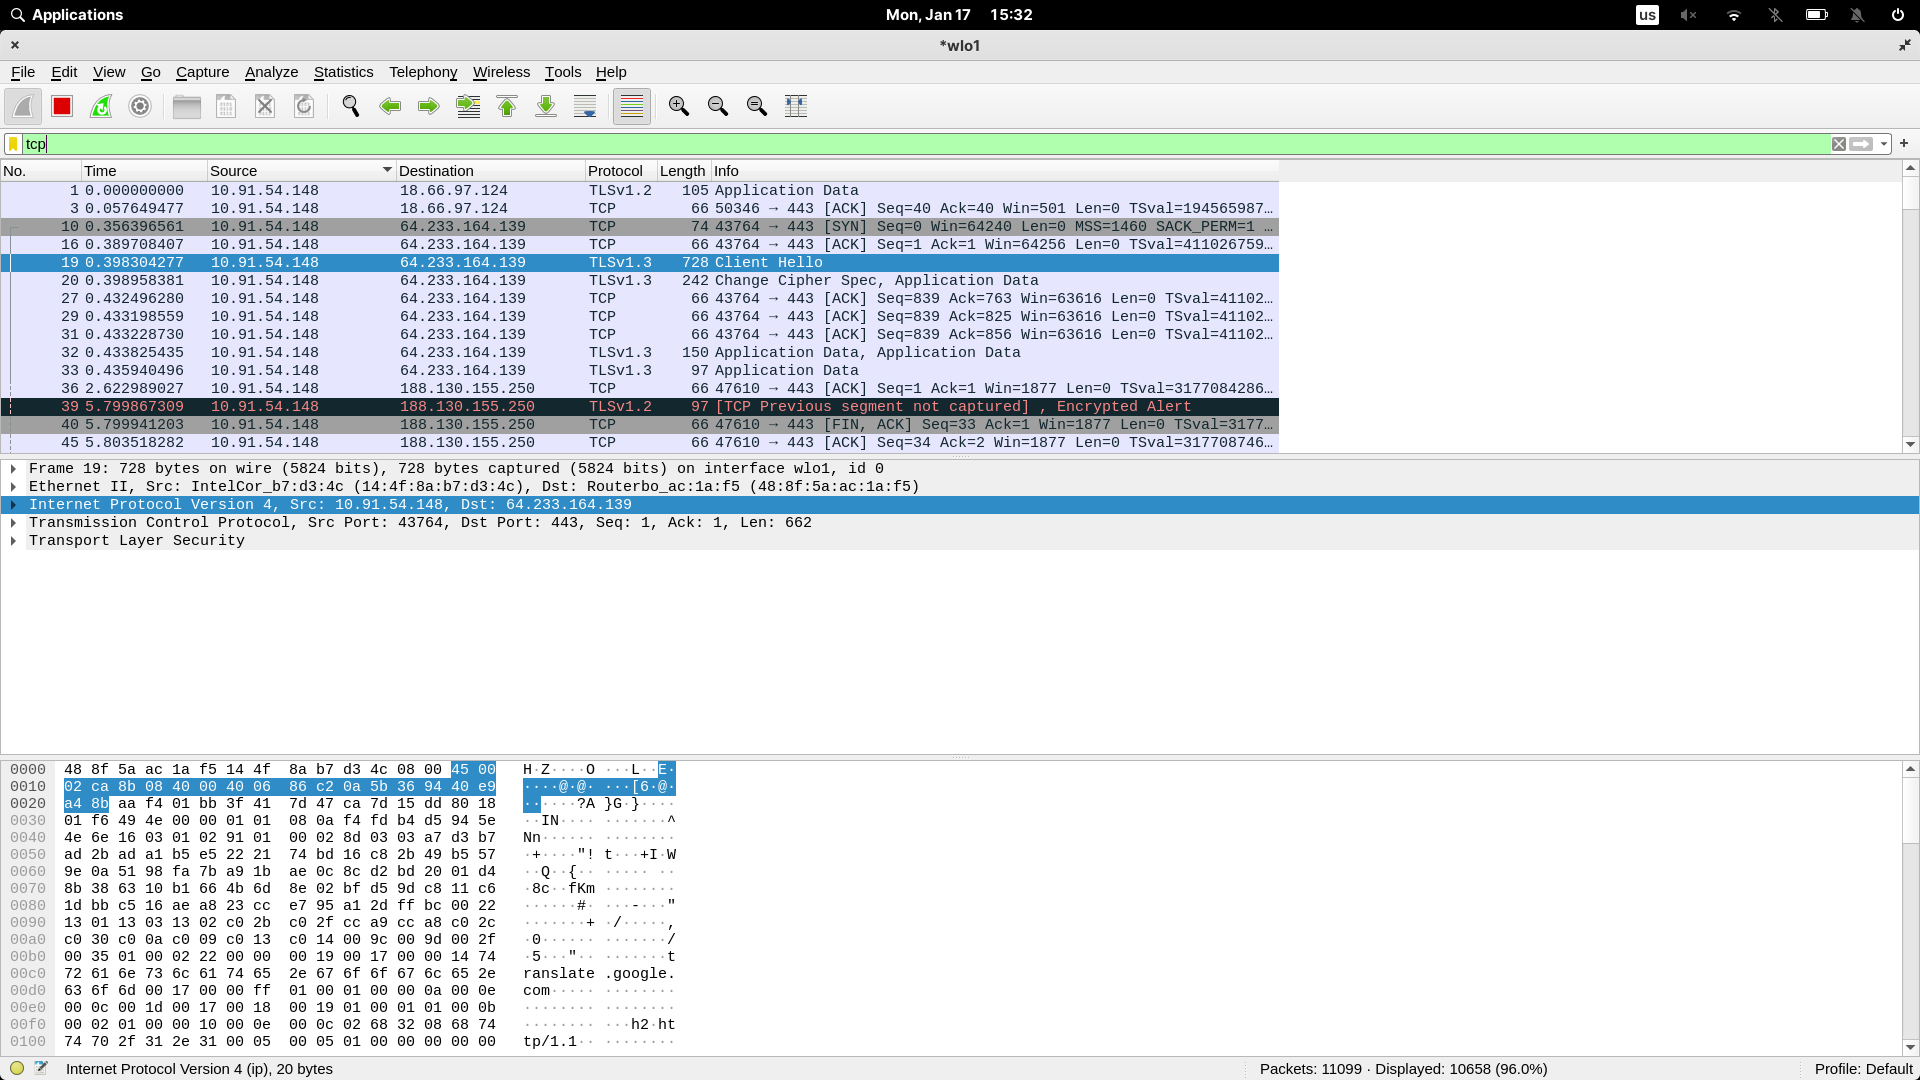 Applications Mon, Jan 17 15:32 us
*wlo1
File Edit View Go Capture Analyze Statistics Telephony Wireless Tools Help
tcp
No. Time Source Destination Protocol Length Info
1 0.000000000 10.91.54.148 18.66.97.124 TLSv1.2 105 Application Data
3 0.057649477 10.91.54.148 18.66.97.124 TCP 66 50346 → 443 [ACK] Seq=40 Ack=40 Win=501 Len=0 TSval=194565987…
10 0.356396561 10.91.54.148 64.233.164.139 TCP 74 43764 → 443 [SYN] Seq=0 Win=64240 Len=0 MSS=1460 SACK_PERM=1 …
16 0.389708407 10.91.54.148 64.233.164.139 TCP 66 43764 → 443 [ACK] Seq=1 Ack=1 Win=64256 Len=0 TSval=411026759…
19 0.398304277 10.91.54.148 64.233.164.139 TLSv1.3 728 Client Hello
20 0.398958381 10.91.54.148 64.233.164.139 TLSv1.3 242 Change Cipher Spec, Application Data
27 0.432496280 10.91.54.148 64.233.164.139 TCP 66 43764 → 443 [ACK] Seq=839 Ack=763 Win=63616 Len=0 TSval=41102…
29 0.433198559 10.91.54.148 64.233.164.139 TCP 66 43764 → 443 [ACK] Seq=839 Ack=825 Win=63616 Len=0 TSval=41102…
31 0.433228730 10.91.54.148 64.233.164.139 TCP 66 43764 → 443 [ACK] Seq=839 Ack=856 Win=63616 Len=0 TSval=41102…
32 0.433825435 10.91.54.148 64.233.164.139 TLSv1.3 150 Application Data, Application Data
33 0.435940496 10.91.54.148 64.233.164.139 TLSv1.3 97 Application Data
36 2.622989027 10.91.54.148 188.130.155.250 TCP 66 47610 → 443 [ACK] Seq=1 Ack=1 Win=1877 Len=0 TSval=3177084286…
39 5.799867309 10.91.54.148 188.130.155.250 TLSv1.2 97 [TCP Previous segment not captured] , Encrypted Alert
40 5.799941203 10.91.54.148 188.130.155.250 TCP 66 47610 → 443 [FIN, ACK] Seq=33 Ack=1 Win=1877 Len=0 TSval=3177…
45 5.803518282 10.91.54.148 188.130.155.250 TCP 66 47610 → 443 [ACK] Seq=34 Ack=2 Win=1877 Len=0 TSval=317708746…
Frame 19: 728 bytes on wire (5824 bits), 728 bytes captured (5824 bits) on interface wlo1, id 0
Ethernet II, Src: IntelCor_b7:d3:4c (14:4f:8a:b7:d3:4c), Dst: Routerbo_ac:1a:f5 (48:8f:5a:ac:1a:f5)
Internet Protocol Version 4, Src: 10.91.54.148, Dst: 64.233.164.139
Transmission Control Protocol, Src Port: 43764, Dst Port: 443, Seq: 1, Ack: 1, Len: 662
Transport Layer Security
0000 48 8f 5a ac 1a f5 14 4f 8a b7 d3 4c 08 00 45 00 H·Z····O ···L··E·
0010 02 ca 8b 08 40 00 40 06 86 c2 0a 5b 36 94 40 e9 ····@·@· ···[6·@·
0020 a4 8b aa f4 01 bb 3f 41 7d 47 ca 7d 15 dd 80 18 ······?A }G·}····
0030 01 f6 49 4e 00 00 01 01 08 0a f4 fd b4 d5 94 5e ··IN···· ·······^
0040 4e 6e 16 03 01 02 91 01 00 02 8d 03 03 a7 d3 b7 Nn······ ········
0050 ad 2b ad a1 b5 e5 22 21 74 bd 16 c8 2b 49 b5 57 ·+····"! t···+I·W
0060 9e 0a 51 98 fa 7b a9 1b ae 0c 8c d2 bd 20 01 d4 ··Q··{·· ····· ··
0070 8b 38 63 10 b1 66 4b 6d 8e 02 bf d5 9d c8 11 c6 ·8c··fKm ········
0080 1d bb c5 16 ae a8 23 cc e7 95 a1 2d ff bc 00 22 ······#· ···-···"
0090 13 01 13 03 13 02 c0 2b c0 2f cc a9 cc a8 c0 2c ·······+ ·/·····,
00a0 c0 30 c0 0a c0 09 c0 13 c0 14 00 9c 00 9d 00 2f ·0······ ·······/
00b0 00 35 01 00 02 22 00 00 00 19 00 17 00 00 14 74 ·5···"·· ·······t
00c0 72 61 6e 73 6c 61 74 65 2e 67 6f 6f 67 6c 65 2e ranslate .google.
00d0 63 6f 6d 00 17 00 00 ff 01 00 01 00 00 0a 00 0e com····· ········
00e0 00 0c 00 1d 00 17 00 18 00 19 01 00 01 01 00 0b ········ ········
00f0 00 02 01 00 00 10 00 0e 00 0c 02 68 32 08 68 74 ········ ···h2·ht
0100 74 70 2f 31 2e 31 00 05 00 05 01 00 00 00 00 00 tp/1.1·· ········
Internet Protocol Version 4 (ip), 20 bytes Packets: 11099 · Displayed: 10658 (96.0%) Profile: Default